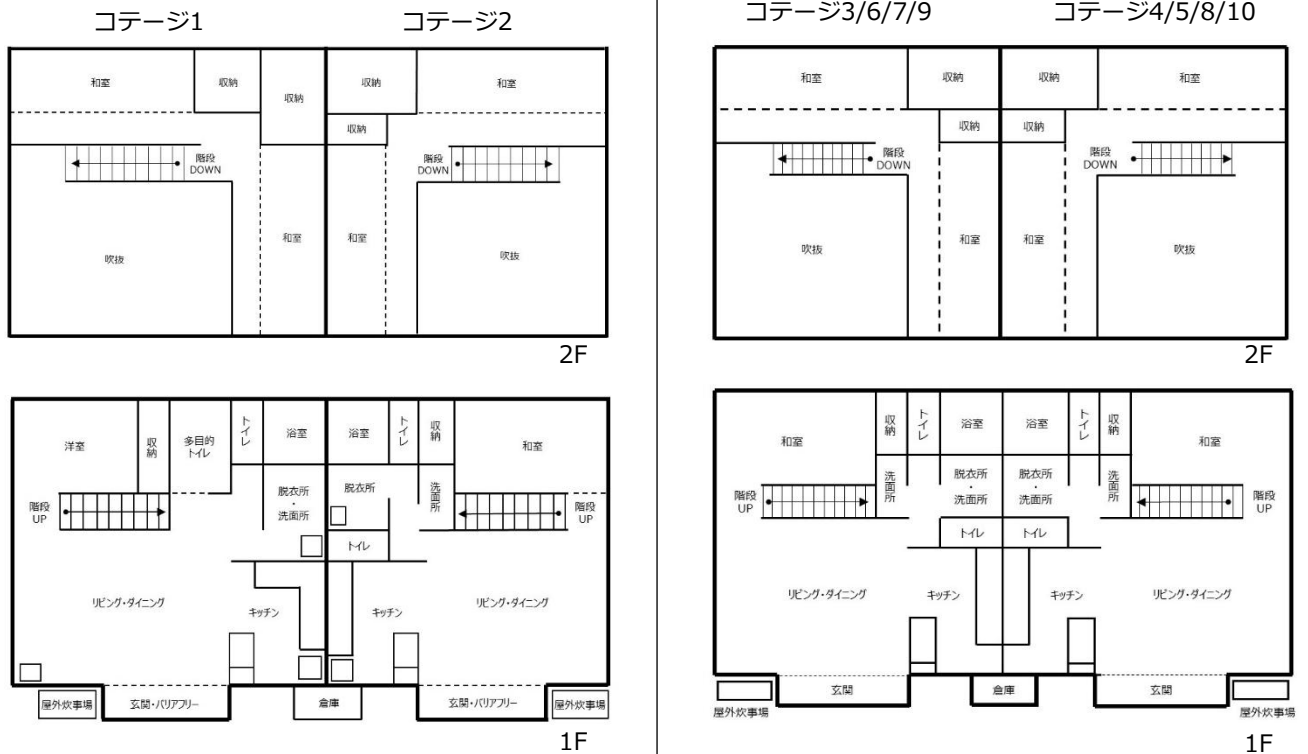 コテージ1
コテージ2
和室
収納
収納
収納
和室
収納
階段
DOWN
階段
DOWN
吹抜
和室
和室
吹抜
2F
洋室
収納
多目的
トイレ
トイレ
浴室
浴室
トイレ
収納
和室
階段
UP
脱衣所
・
洗面所
脱衣所
洗面所
階段
UP
トイレ
リビング・ダイニング
キッチン
キッチン
リビング・ダイニング
屋外炊事場
玄関・バリアフリー
倉庫
玄関・バリアフリー
屋外炊事場
1F
コテージ3/6/7/9
コテージ4/5/8/10
和室
収納
収納
和室
収納
収納
階段
DOWN
階段
DOWN
吹抜
和室
和室
吹抜
2F
和室
収納
トイレ
浴室
浴室
トイレ
収納
和室
階段
UP
洗面所
脱衣所
・
洗面所
脱衣所
・
洗面所
洗面所
階段
UP
トイレ
トイレ
リビング・ダイニング
キッチン
キッチン
リビング・ダイニング
屋外炊事場
玄関
倉庫
玄関
屋外炊事場
1F